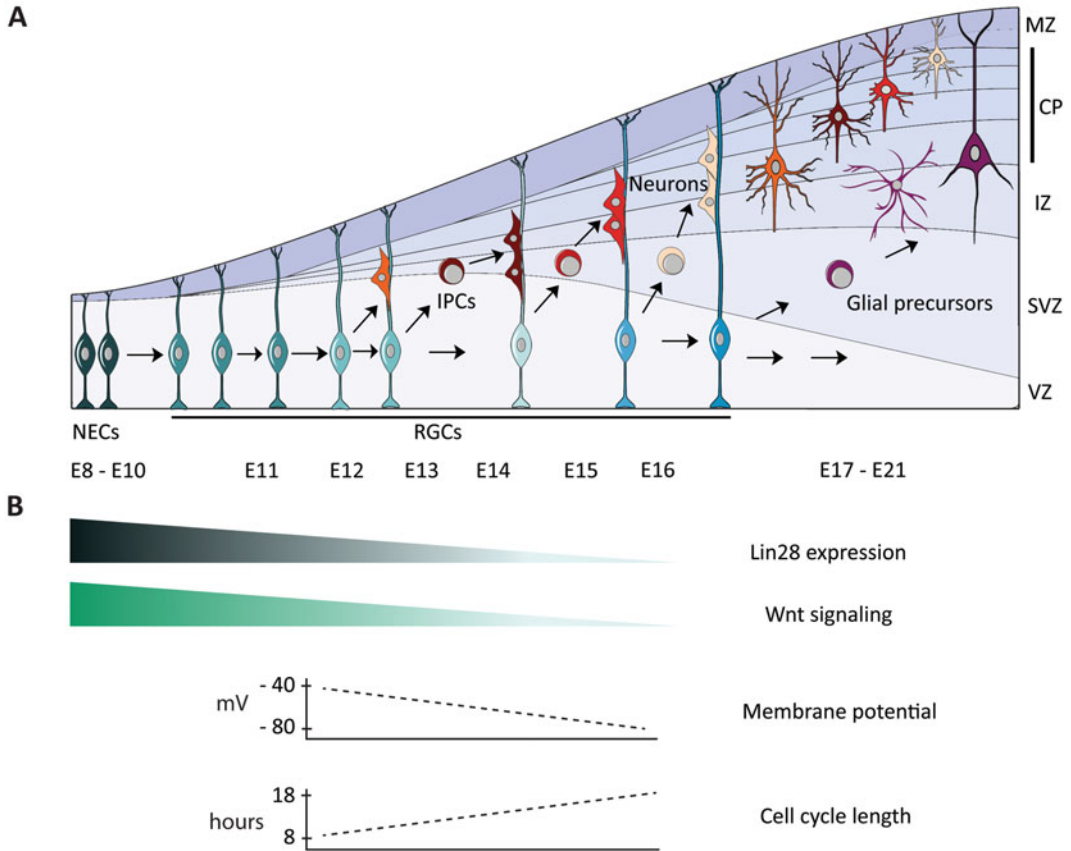 A
MZ
CP
IZ
SVZ
VZ
Neurons
IPCs
Glial precursors
NECs
RGCs
E8 - E10 E11 E12 E13 E14 E15 E16 E17 - E21
B
Lin28 expression
Wnt signaling
mV
- 40
- 80
Membrane potential
hours
18
8
Cell cycle length